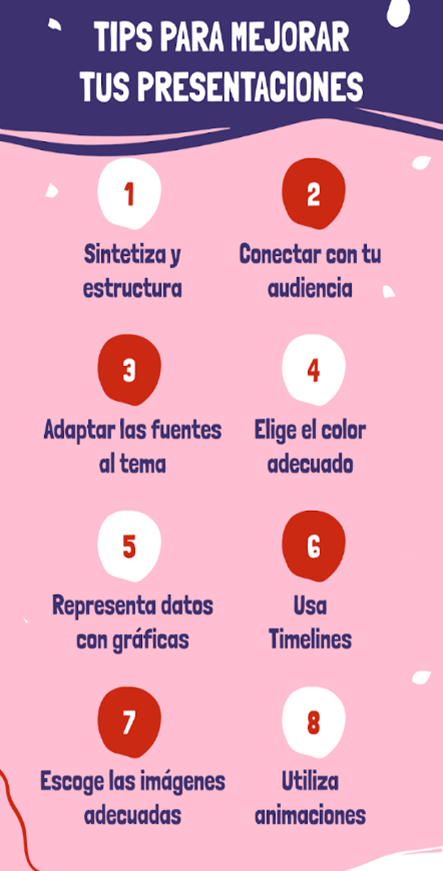 TIPS PARA MEJORAR
TUS PRESENTACIONES
1
Sintetiza y
estructura
2
Conectar con tu
audiencia
3
Adaptar las fuentes
al tema
4
Elige el color
adecuado
5
Representa datos
con gráficas
6
Usa
Timelines
7
Escoge las imágenes
adecuadas
8
Utiliza
animaciones